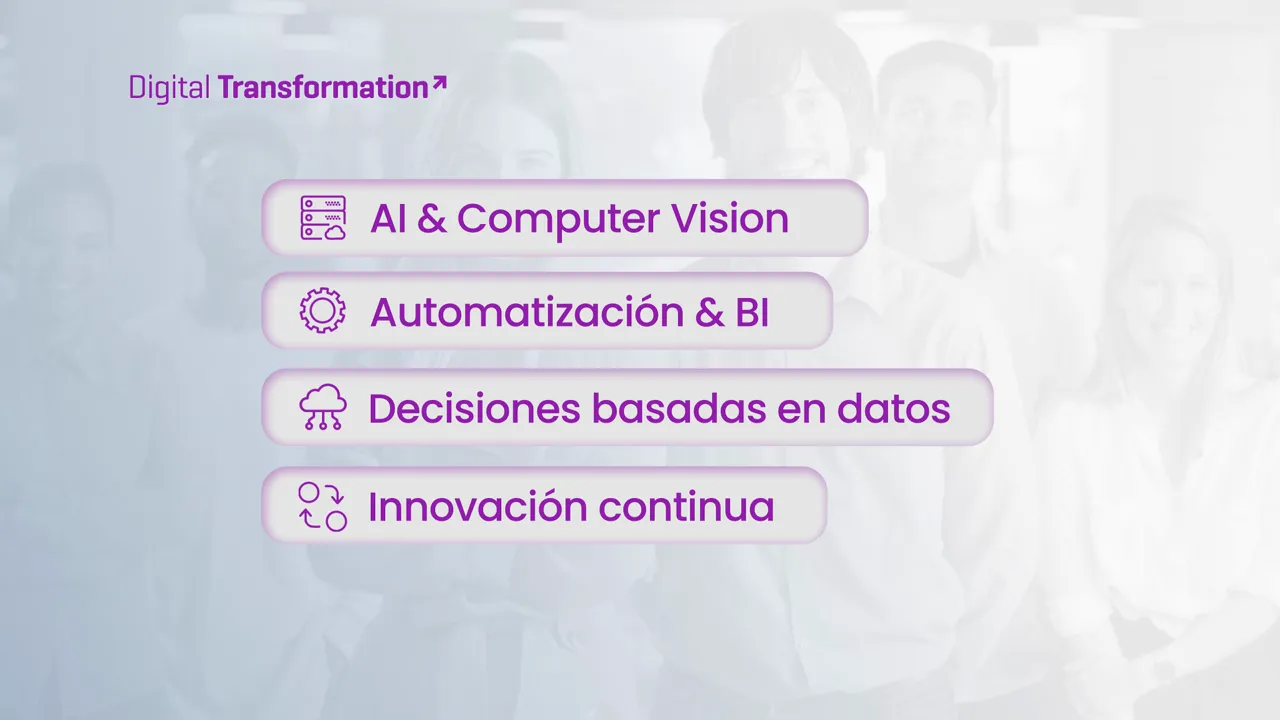 Digital Transformation
AI & Computer Vision
Automatización & BI
Decisiones basadas en datos
Innovación continua